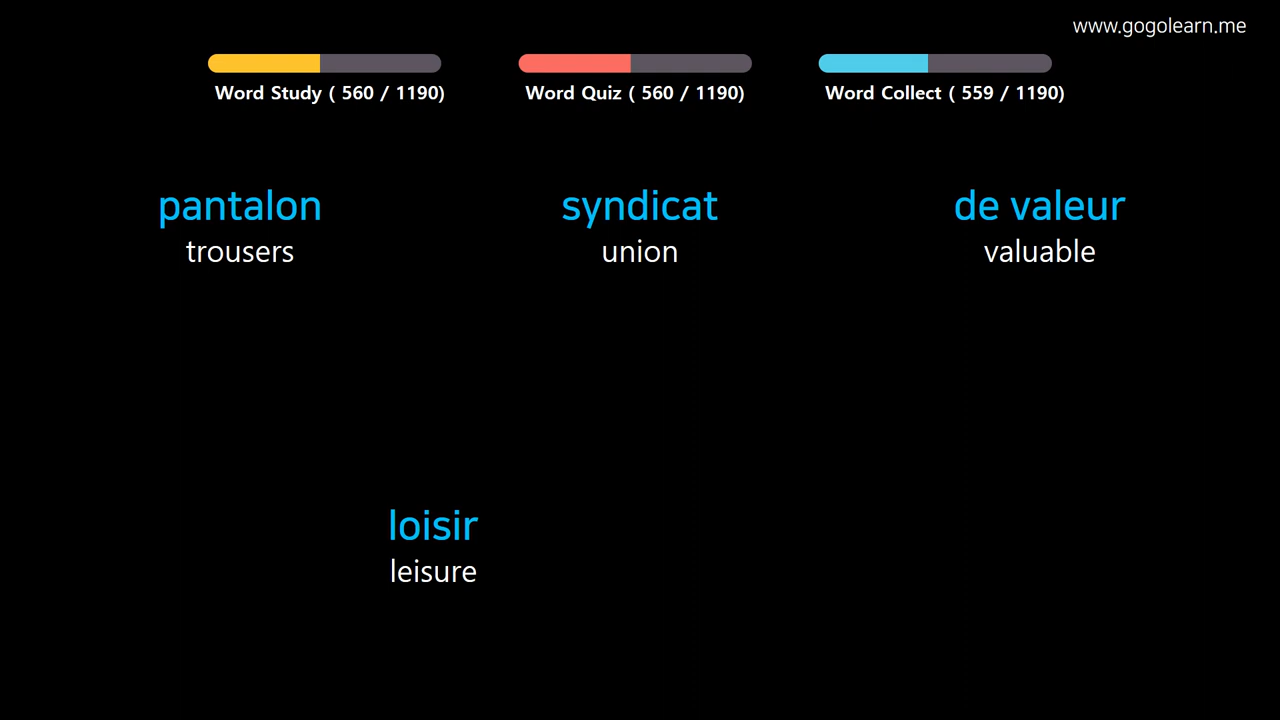 www.gogolearn.me
Word Study ( 560 / 1190)
Word Quiz ( 560 / 1190)
Word Collect ( 559 / 1190)
pantalon
trousers
syndicat
union
de valeur
valuable
loisir
leisure